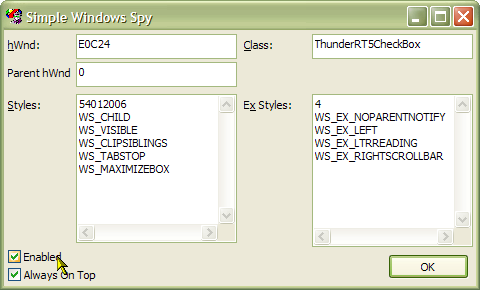 Simple Windows Spy
hWnd: E0C24 Class: ThunderRT5CheckBox
Parent hWnd 0
Styles: 54012006 Ex Styles: 4
WS_CHILD WS_EX_NOPARENTNOTIFY
WS_VISIBLE WS_EX_LEFT
WS_CLIPSIBLINGS WS_EX_LTRREADING
WS_TABSTOP WS_EX_RIGHTSCROLLBAR
WS_MAXIMIZEBOX
Enabled
Always On Top OK